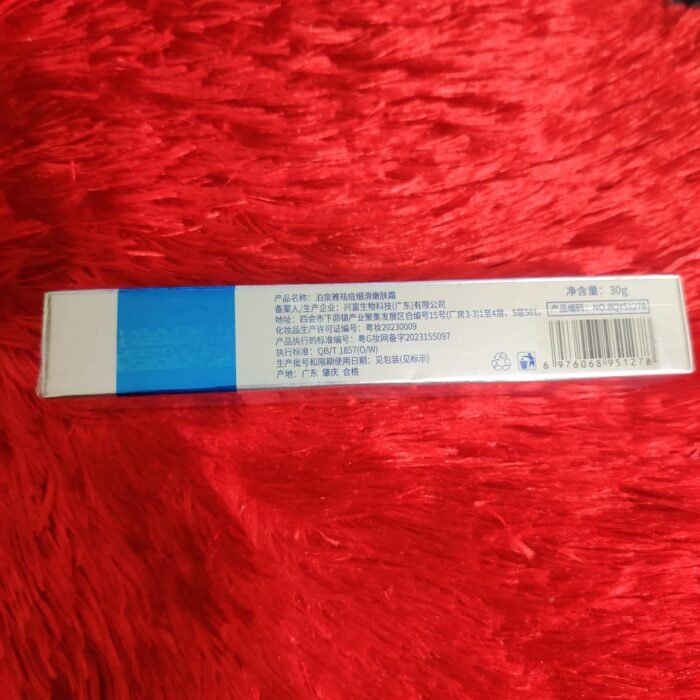 产品名称：泊泉雅祛痘细滑嫩肤霜
备案人/生产企业：兴富生物科技(广东)有限公司
地址：四会市下茆镇产业聚集发展区自编号15号(厂房3-3)1至4层、5层501,
化妆品生产许可证编号：粤妆20230009
产品执行的标准编号：粤G妆网备字2023155097
执行标准：QB/T 1857(O/W)
生产批号和限期使用日期：见包装(见标示)
产地：广东 肇庆 合格
净含量：30g
产品编码：NO.BQY51278
6 976068 951278